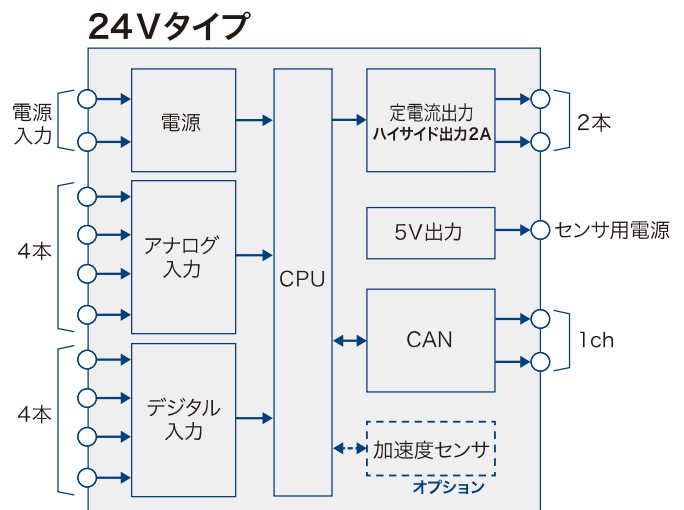 24Vタイプ
電源
入力
電源
4本
アナログ
入力
4本
デジタル
入力
CPU
定電流出力
ハイサイド出力2A
2本
5V出力
センサ用電源
CAN
1ch
加速度センサ
オプション